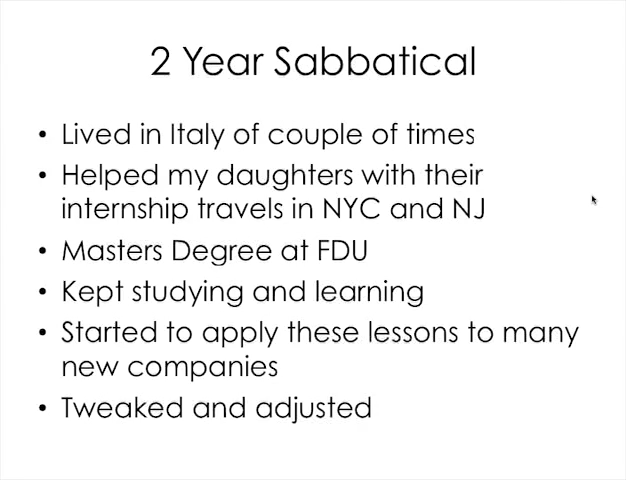 2 Year Sabbatical
• Lived in Italy of couple of times
• Helped my daughters with their
internship travels in NYC and NJ
• Masters Degree at FDU
• Kept studying and learning
• Started to apply these lessons to many
new companies
• Tweaked and adjusted